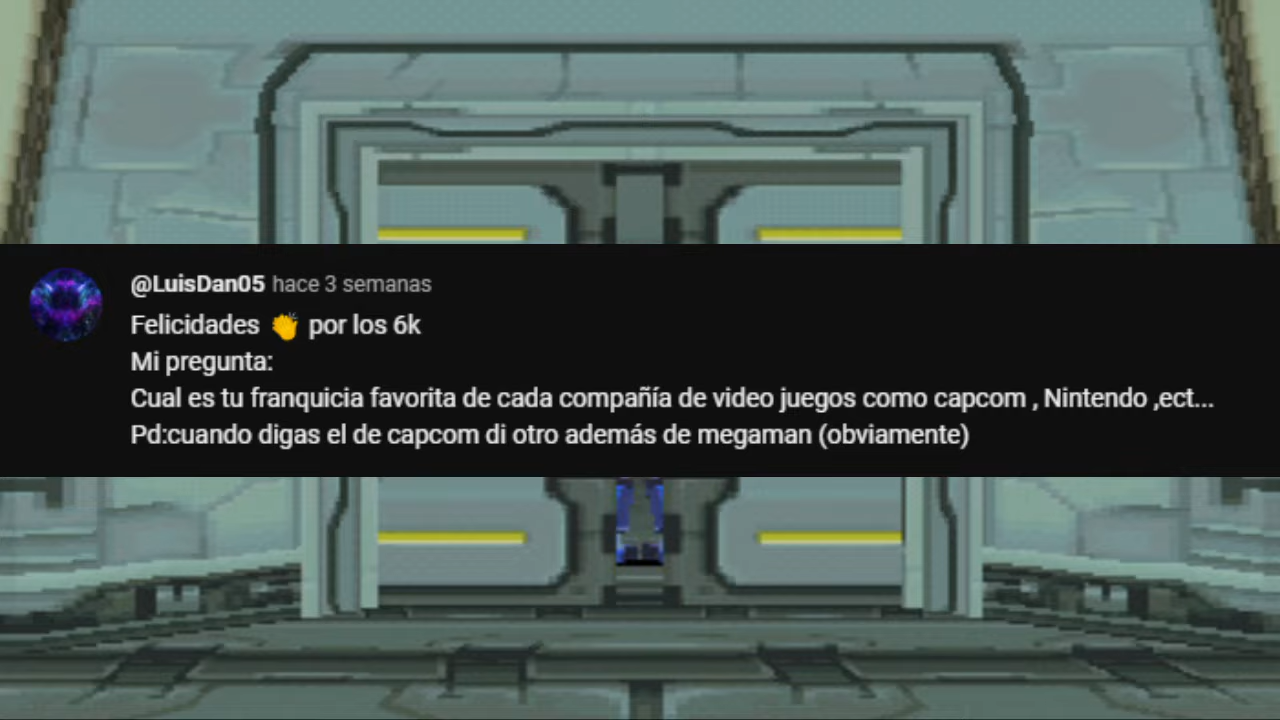 @LuisDan05 hace 3 semanas
Felicidades 👏 por los 6k
Mi pregunta:
Cual es tu franquicia favorita de cada compañía de video juegos como capcom , Nintendo ,ect...
Pd:cuando digas el de capcom di otro además de megaman (obviamente)